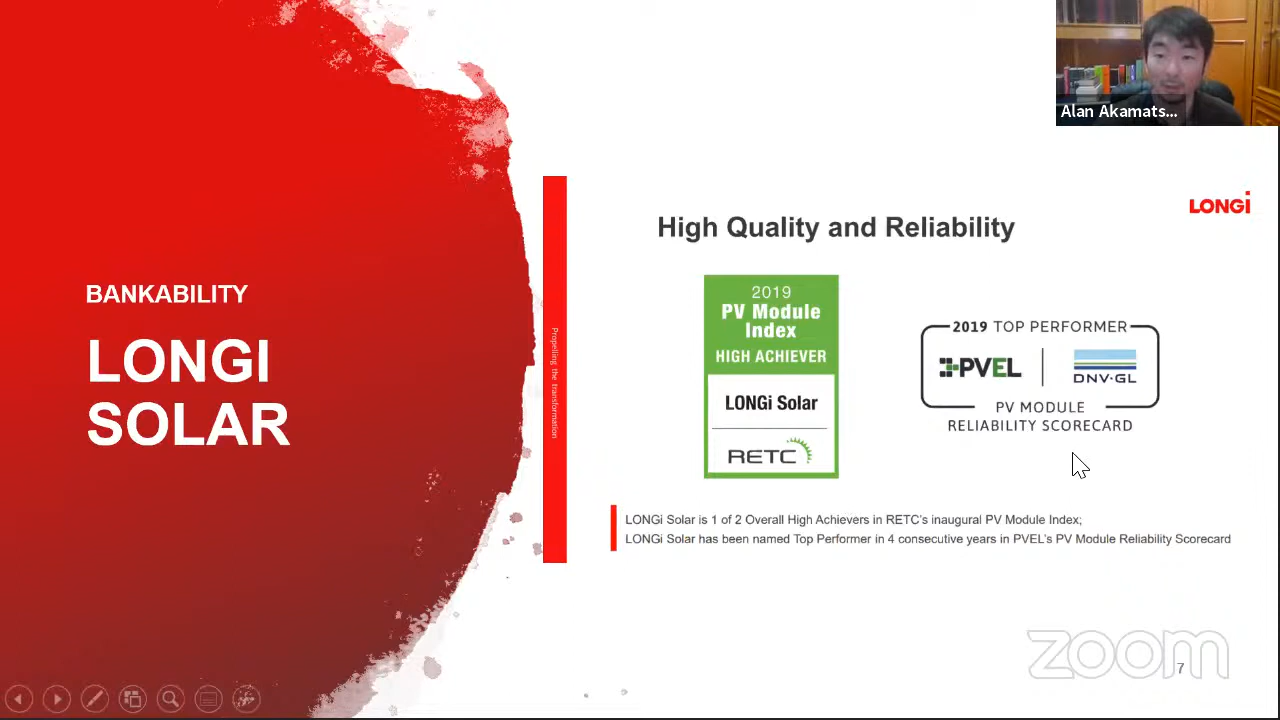 Alan Akamats...
BANKABILITY
LONGI
SOLAR
Propelling the transformation
LONGi
High Quality and Reliability
2019
PV Module
Index
HIGH ACHIEVER
LONGi Solar
RETC
2019 TOP PERFORMER
PVEL
DNV·GL
PV MODULE
RELIABILITY SCORECARD
LONGi Solar is 1 of 2 Overall High Achievers in RETC's inaugural PV Module Index;
LONGi Solar has been named Top Performer in 4 consecutive years in PVEL's PV Module Reliability Scorecard
zoom
7